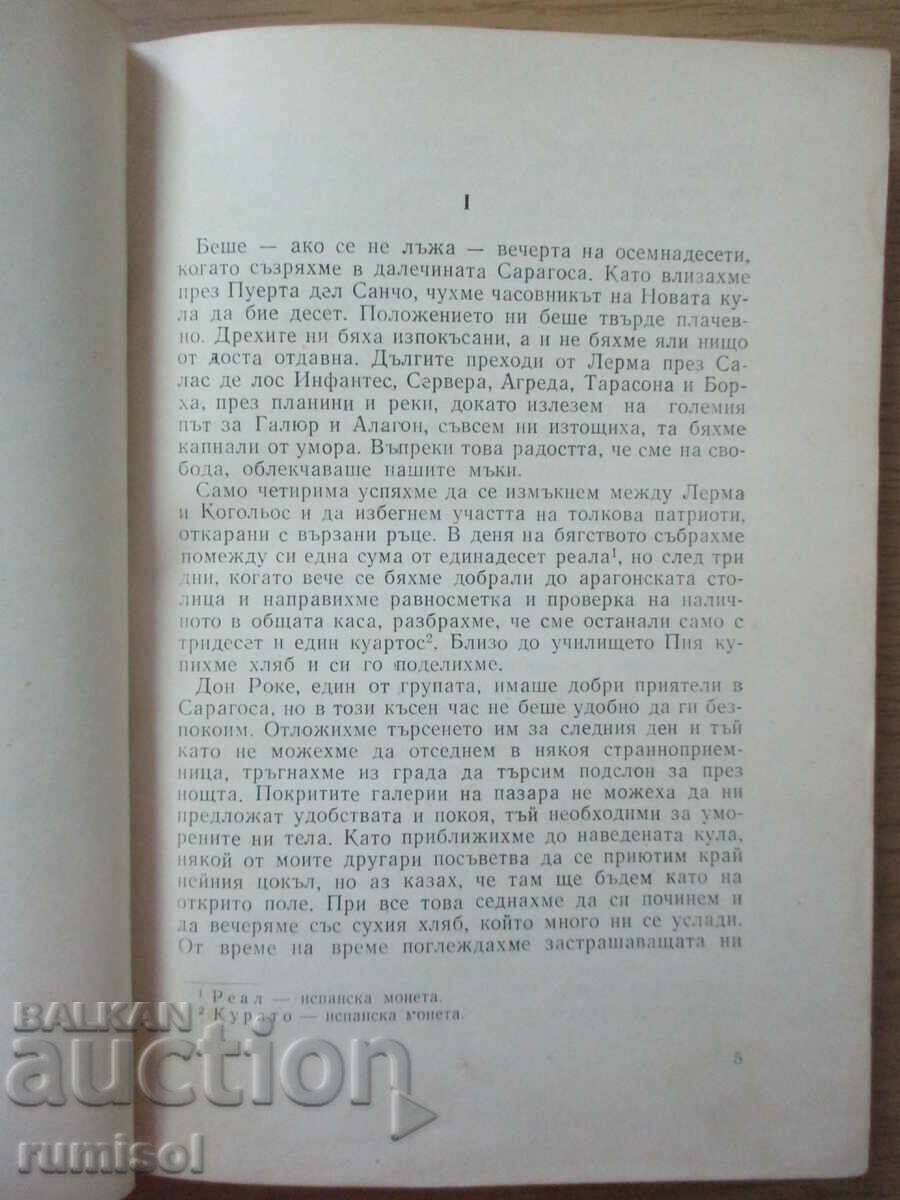 I
Беше — ако се не лъжа — вечерта на осемнадесети,
когато съзряхме в далечината Сарагоса. Като влизахме
през Пуерта дел Санчо, чухме часовникът на Новата ку-
ла да бие десет. Положението ни беше твърде плачев-
но. Дрехите ни бяха изпокъсани, а и не бяхме яли нищо
от доста отдавна. Дългите преходи от Лерма през Са-
лас де лос Инфантес, Сервера, Агреда, Тарасона и Бор-
ха, през планини и реки, докато излезем на големия
път за Галюр и Алагон, съвсем ни изтощиха, та бяхме
капнали от умора. Въпреки това радостта, че сме на сво-
бода, облекчаваше нашите мъки.
Само четирима успяхме да се измъкнем между Лерма
и Когольос и да избегнем участта на толкова патриоти,
откарани с вързани ръце. В деня на бягството събрахме
помежду си една сума от единадесет реала¹, но след три
дни, когато вече се бяхме добрали до арагонската сто-
лица и направихме равносметка и проверка на налич-
ното в общата каса, разбрахме, че сме останали само с
тридесет и един куартос². Близо до училището Пия ку-
пихме хляб и си го поделихме.
Дон Роке, един от групата, имаше добри приятели в
Сарагоса, но в този късен час не беше удобно да ги без-
покоим. Отложихме търсенето им за следния ден и тъй
като не можехме да отседнем в някоя странноприем-
ница, тръгнахме из града да търсим подслон за през
нощта. Покритите галерии на пазара не можеха да ни
предложат удобствата и покоя, тъй необходими за умо-
рените ни тела. Като приближихме до наведената кула,
някой от моите другари посъветва да се приютим край
нейния цокъл, но аз казах, че там ще бъдем като на
открито поле. При все това седнахме да си починем и
да вечеряме със сухия хляб, който много ни се услади.
От време на време поглеждахме застрашаващата ни
¹ Реал — испанска монета.
² Курато — испанска монета.
5
BALKAN
auction
rumisol